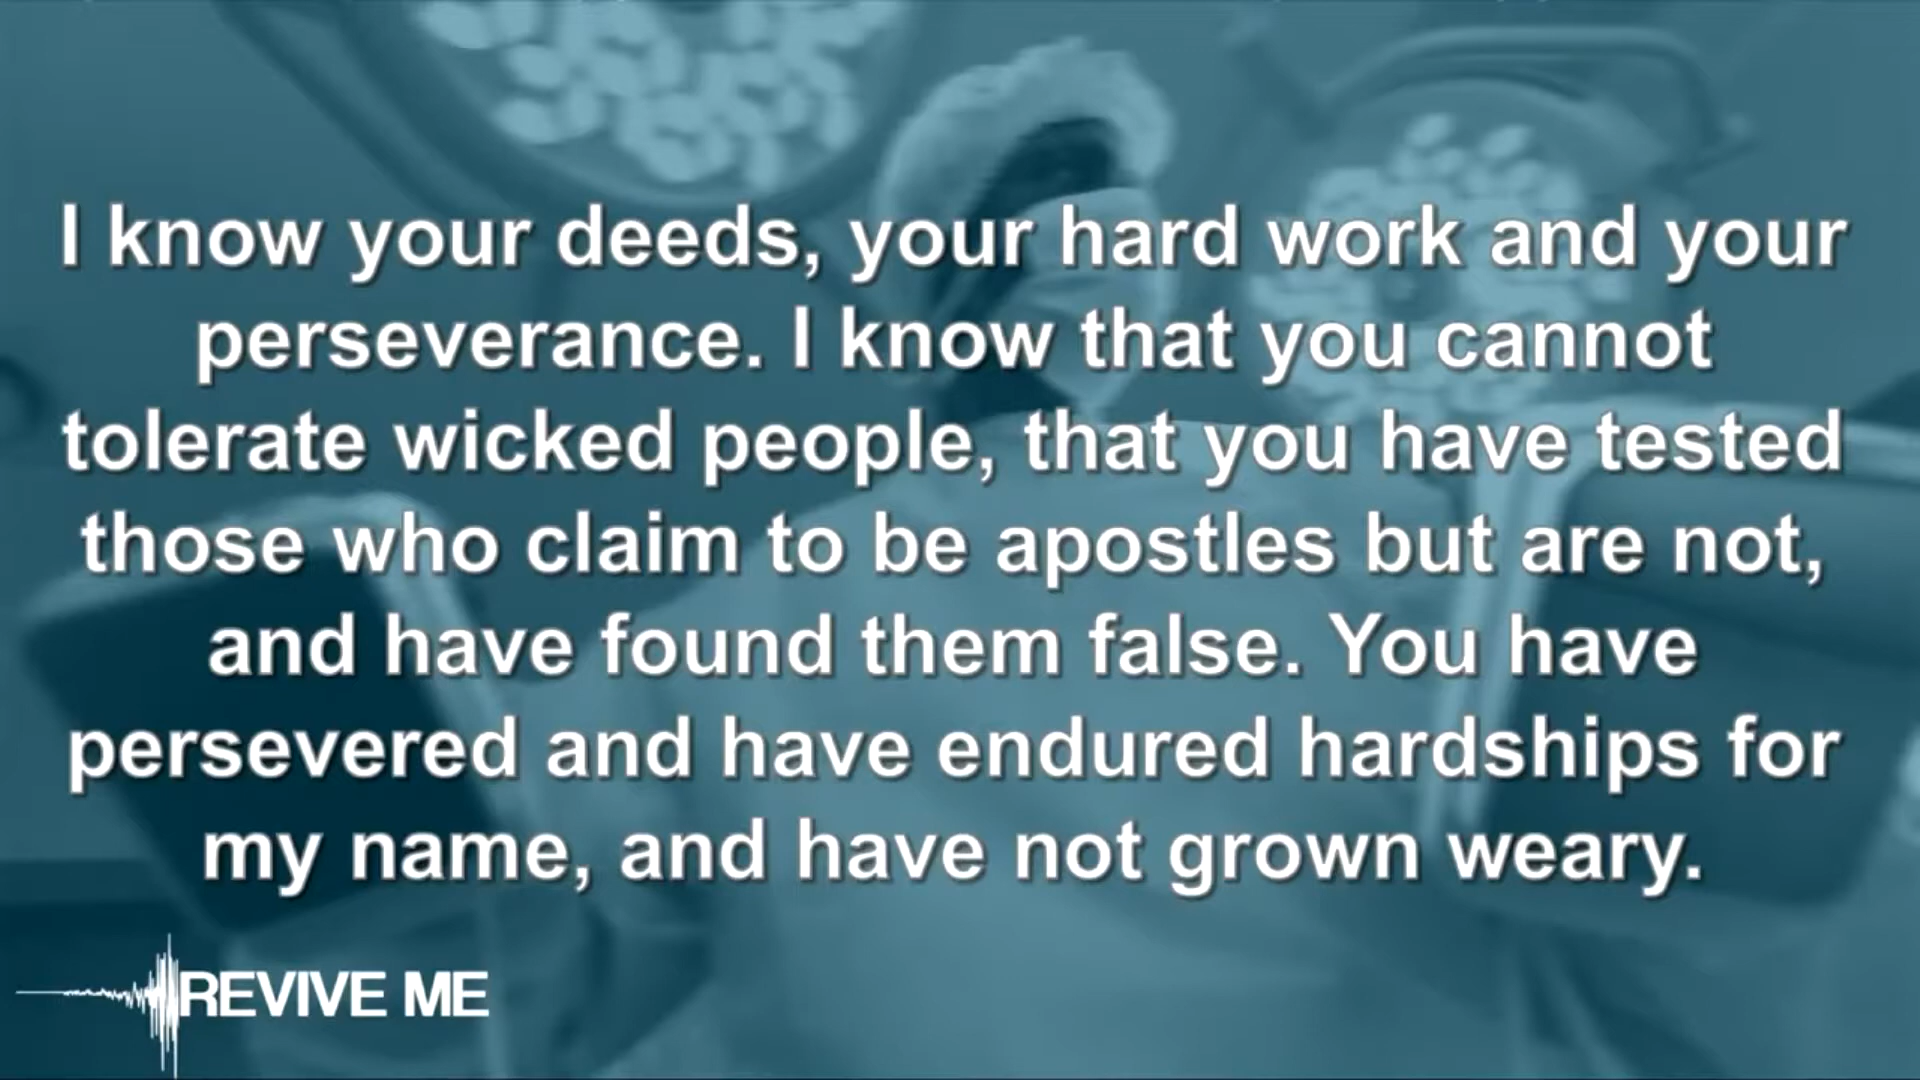 I know your deeds, your hard work and your
perseverance. I know that you cannot
tolerate wicked people, that you have tested
those who claim to be apostles but are not,
and have found them false. You have
persevered and have endured hardships for
my name, and have not grown weary.
REVIVE ME